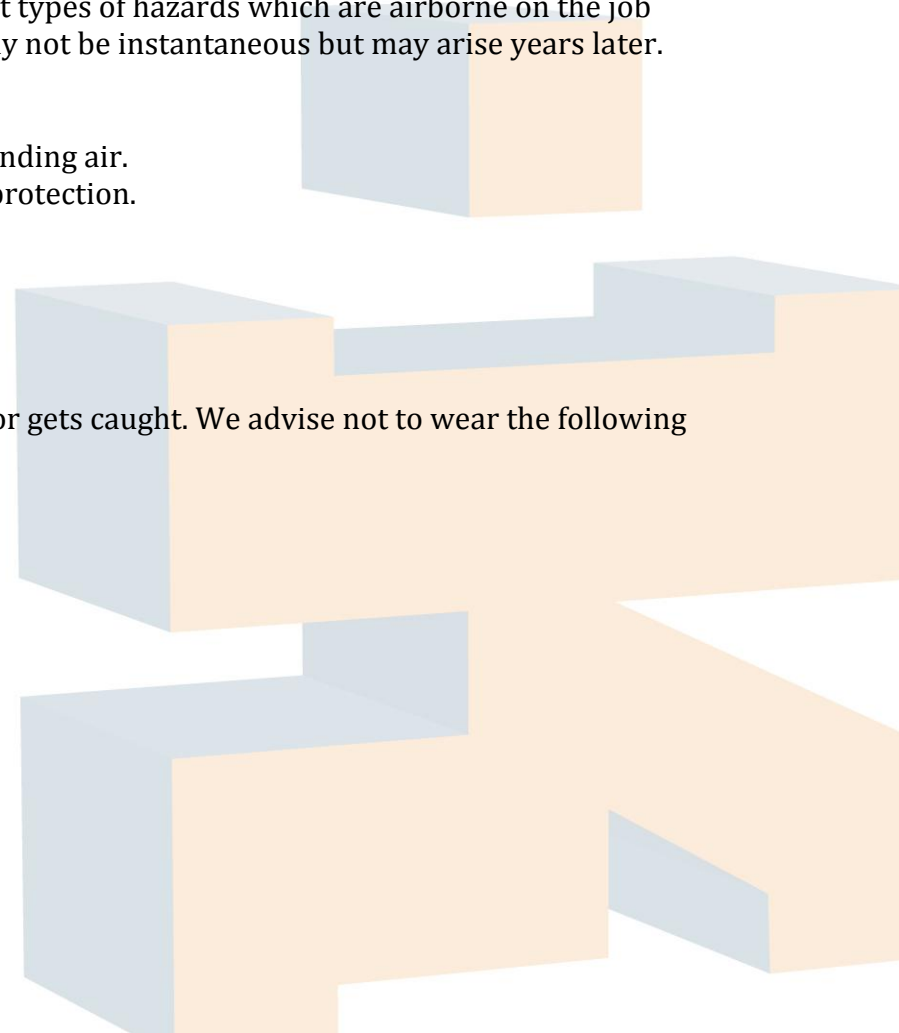 t types of hazards which are airborne on the job
y not be instantaneous but may arise years later.
nding air.
protection.
or gets caught. We advise not to wear the following